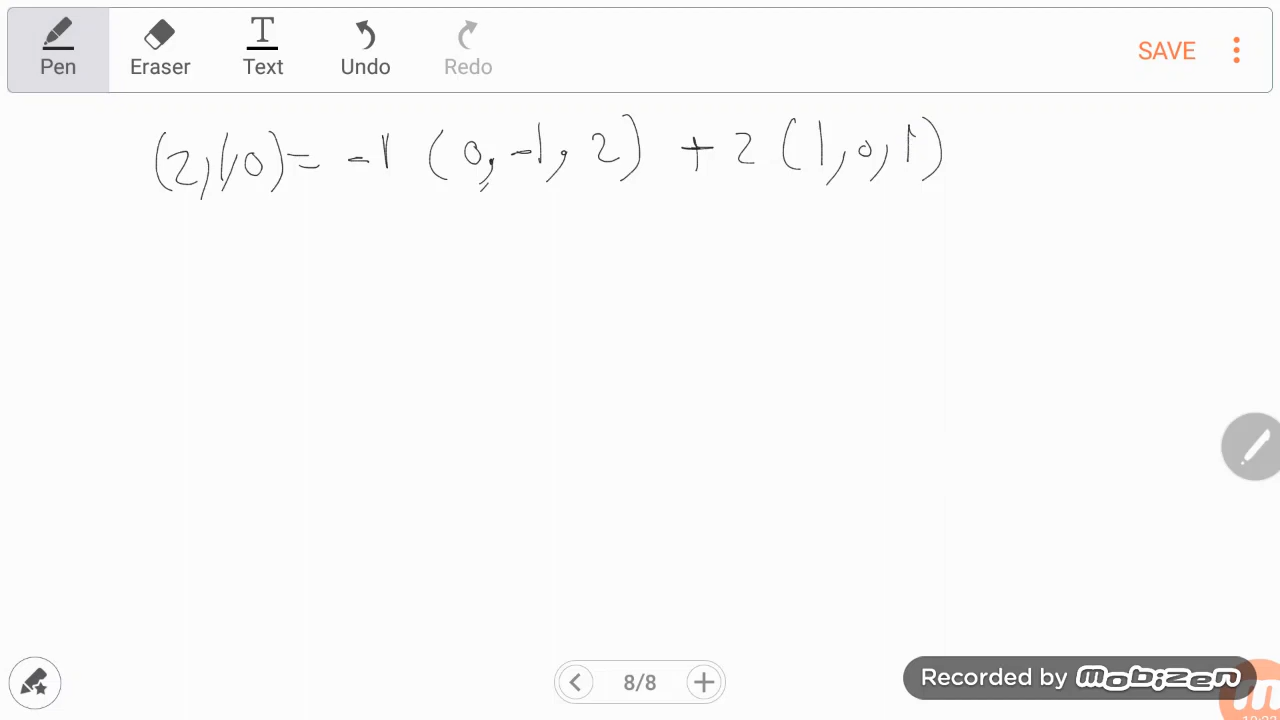 Pen Eraser Text Undo Redo SAVE
(2,1,0)= -1 (0,-1,2) +2 (1,0,1)
8/8
Recorded by mobizen